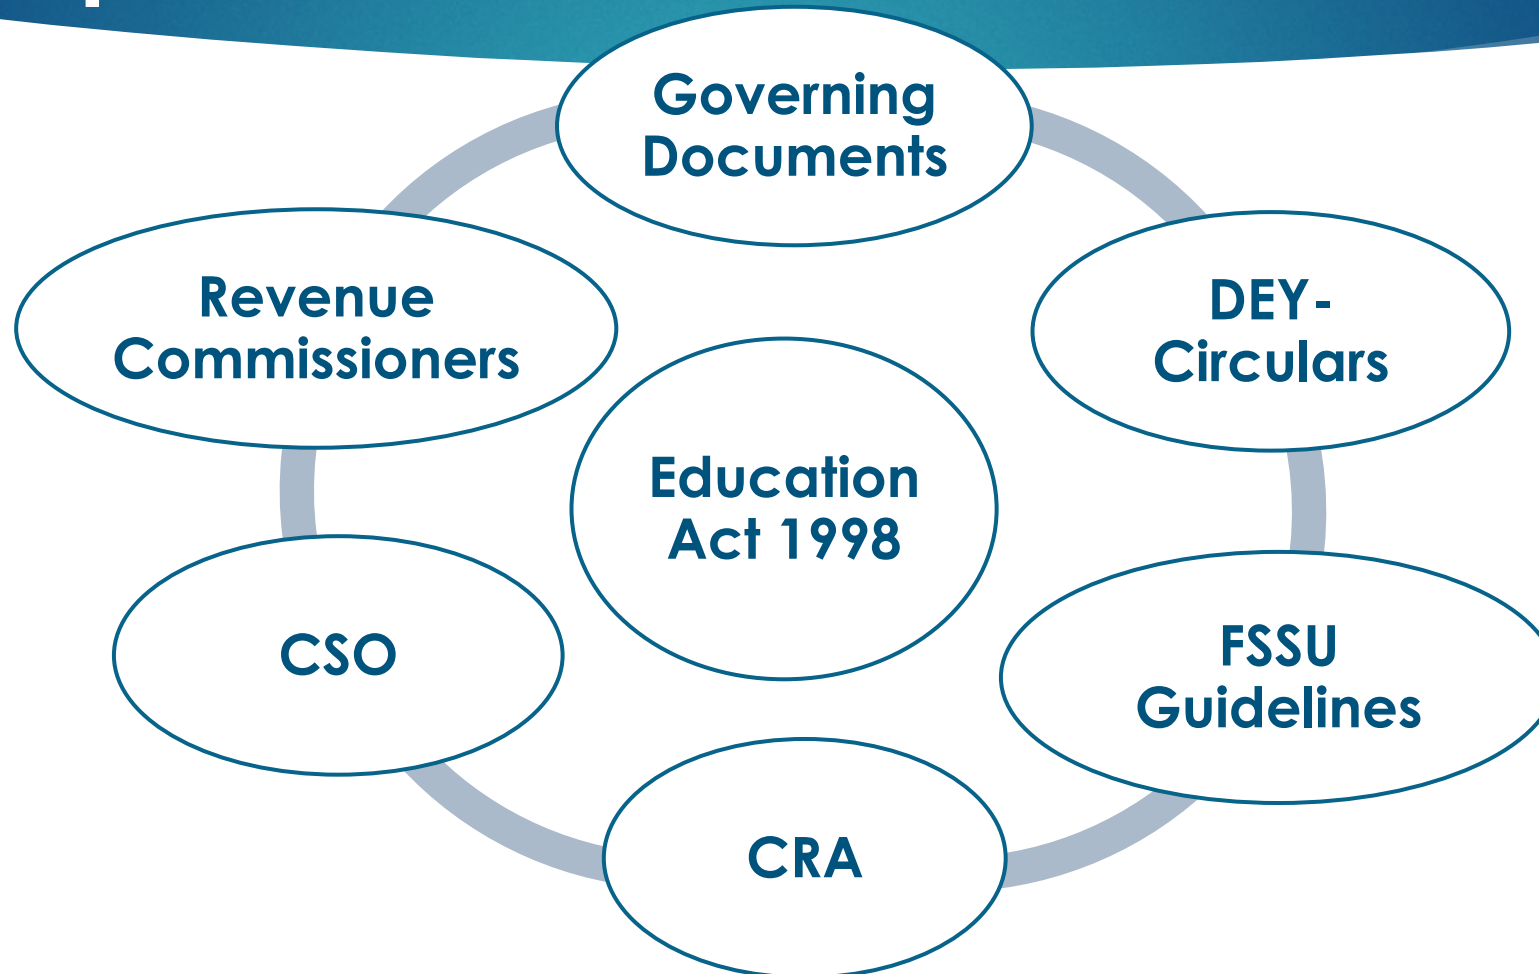 Governing
Documents
DEY-
Circulars
FSSU
Guidelines
CRA
CSO
Revenue
Commissioners
Education
Act 1998